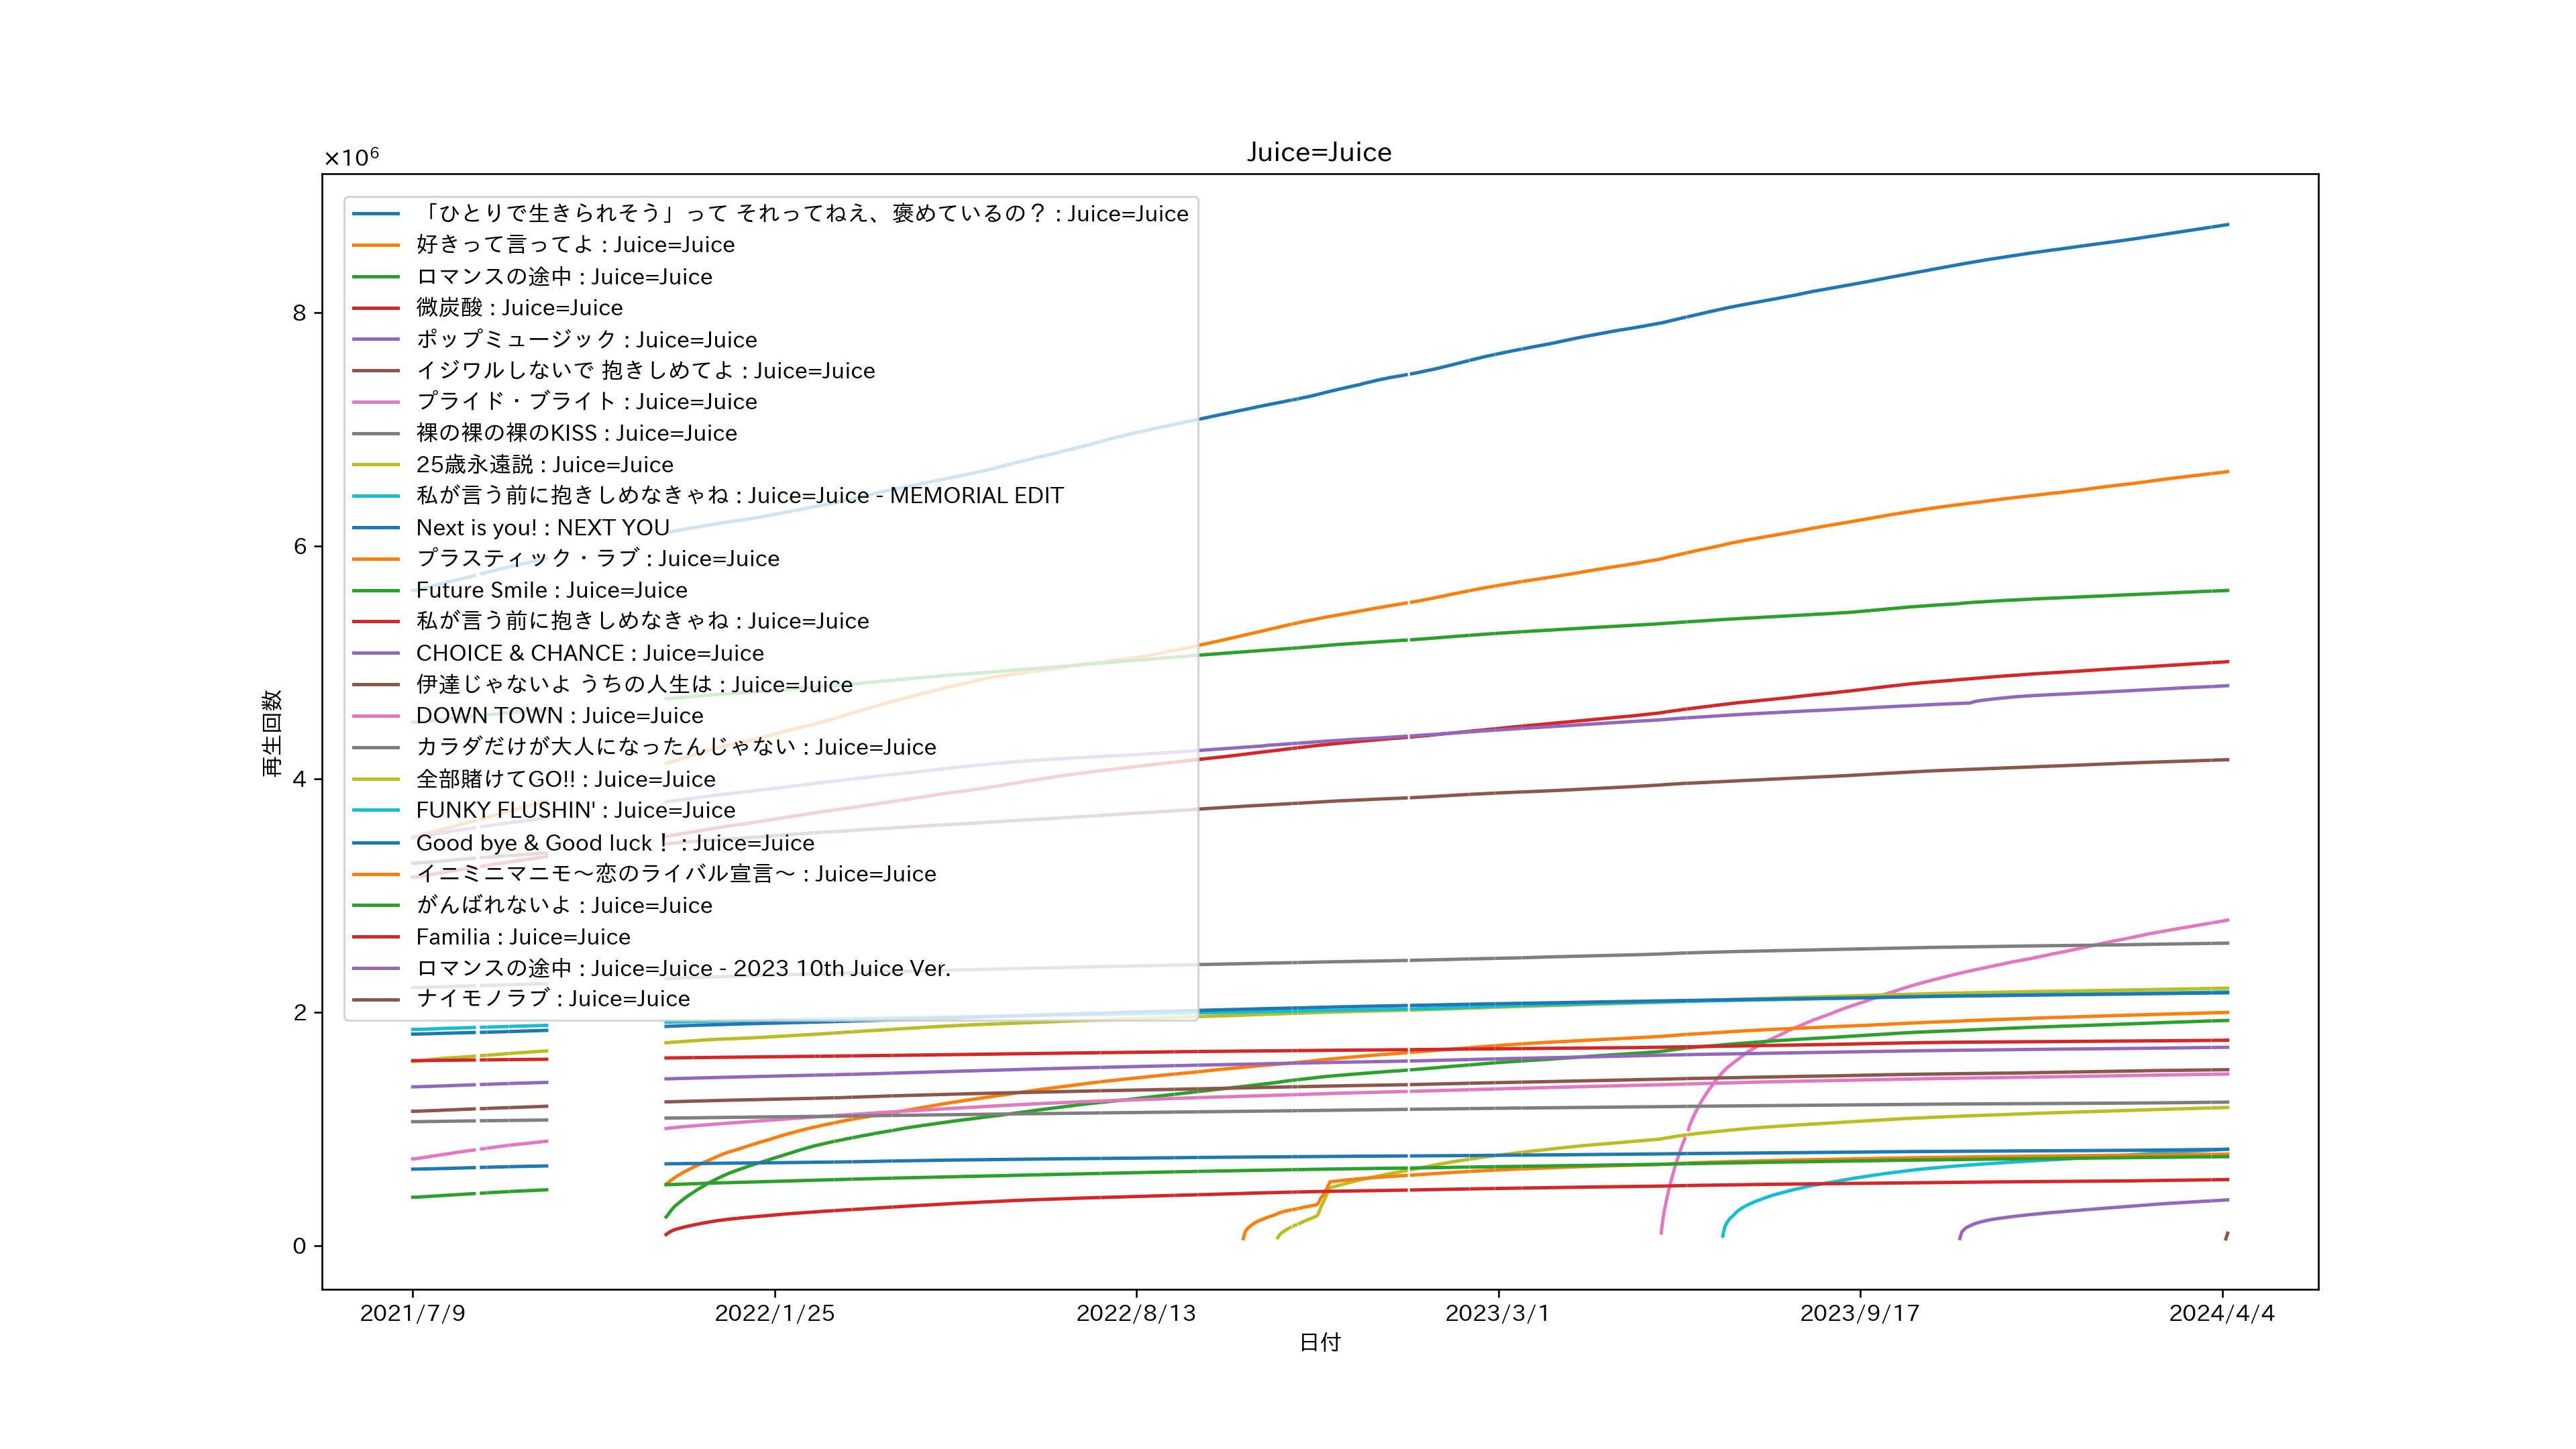 Juice=Juice
×10⁶
「ひとりで生きられそう」って それってねえ、褒めているの？ : Juice=Juice
好きって言ってよ : Juice=Juice
ロマンスの途中 : Juice=Juice
微炭酸 : Juice=Juice
ポップミュージック : Juice=Juice
イジワルしないで 抱きしめてよ : Juice=Juice
プライド・ブライト : Juice=Juice
裸の裸の裸のKISS : Juice=Juice
25歳永遠説 : Juice=Juice
私が言う前に抱きしめなきゃね : Juice=Juice - MEMORIAL EDIT
Next is you! : NEXT YOU
プラスティック・ラブ : Juice=Juice
Future Smile : Juice=Juice
私が言う前に抱きしめなきゃね : Juice=Juice
CHOICE & CHANCE : Juice=Juice
伊達じゃないよ うちの人生は : Juice=Juice
DOWN TOWN : Juice=Juice
カラダだけが大人になったんじゃない : Juice=Juice
全部賭けてGO!! : Juice=Juice
FUNKY FLUSHIN' : Juice=Juice
Good bye & Good luck！ : Juice=Juice
イニミニマニモ～恋のライバル宣言～ : Juice=Juice
がんばれないよ : Juice=Juice
Familia : Juice=Juice
ロマンスの途中 : Juice=Juice - 2023 10th Juice Ver.
ナイモノラブ : Juice=Juice
8
6
4
2
0
再生回数
2021/7/9
2022/1/25
2022/8/13
2023/3/1
2023/9/17
2024/4/4
日付